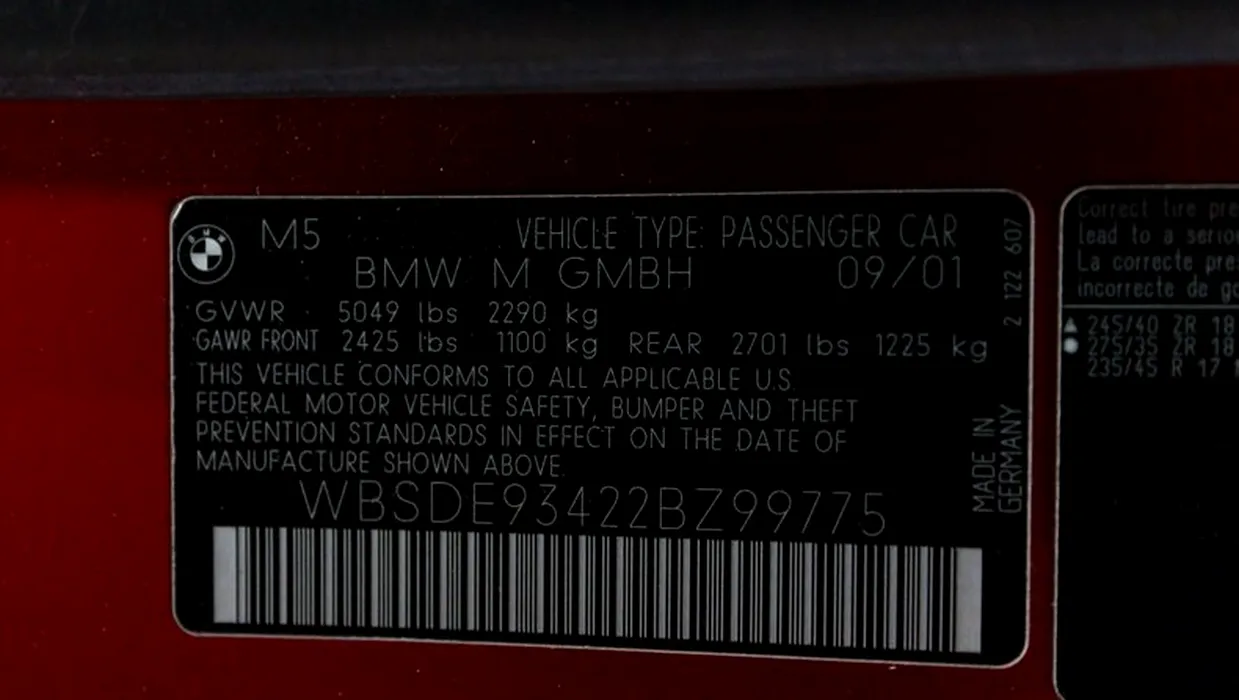 BMW
M5 VEHICLE TYPE: PASSENGER CAR
BMW M GMBH 09/01
GVWR 5049 lbs 2290 kg
GAWR FRONT 2425 lbs 1100 kg REAR 2701 lbs 1225 kg
THIS VEHICLE CONFORMS TO ALL APPLICABLE U.S.
FEDERAL MOTOR VEHICLE SAFETY, BUMPER AND THEFT
PREVENTION STANDARDS IN EFFECT ON THE DATE OF
MANUFACTURE SHOWN ABOVE.
WBSDE93422BZ99775
2 122 607
MADE IN
GERMANY
Correct tire
lead to a
La correcte
incorrecte de
245/40 ZR 18
275/35 ZR 18
235/45 R 17